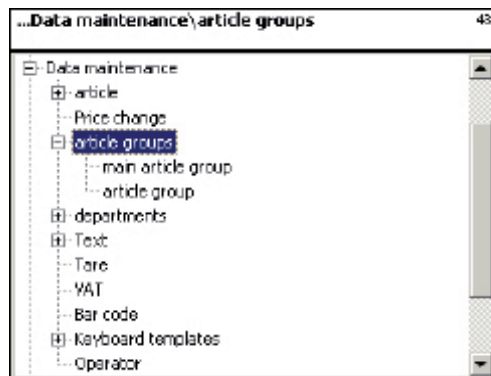 ...Data maintenance\article groups 43
Data maintenance
article
Price change
article groups
main article group
article group
departments
Text
Tare
VAT
Bar code
Keyboard templates
Operator